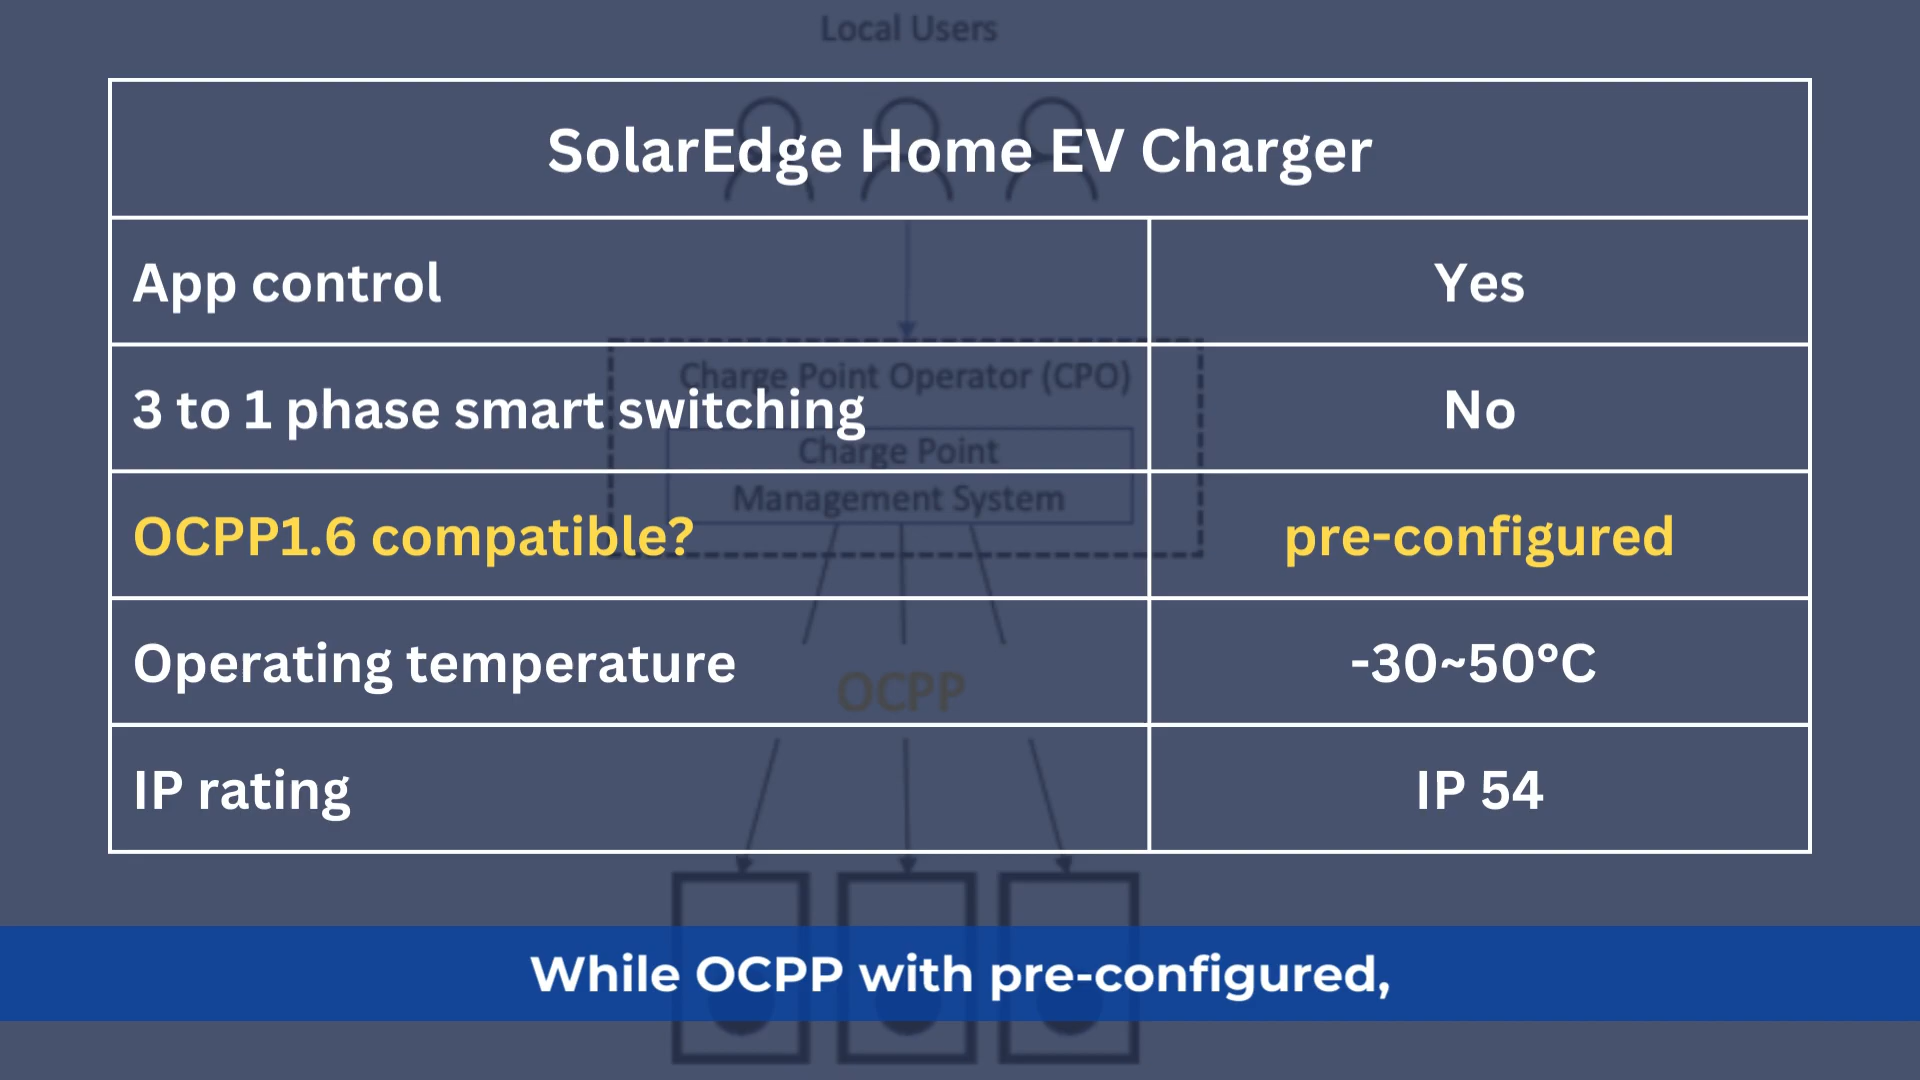 Local Users
SolarEdge Home EV Charger
App control
Yes
Charge Point Operator (CPO)
3 to 1 phase smart switching
No
Charge Point
Management System
OCPP1.6 compatible?
pre-configured
Operating temperature
-30~50°C
OCPP
IP rating
IP 54
While OCPP with pre-configured,